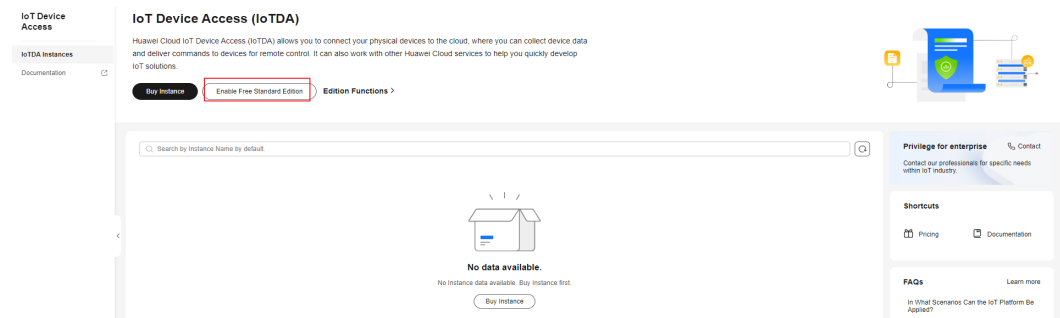 IoT Device
Access
IoTDA Instances
Documentation
IoT Device Access (IoTDA)
Huawei Cloud IoT Device Access (IoTDA) allows you to connect your physical devices to the cloud, where you can collect device data
and deliver commands to devices for remote control. It can also work with other Huawei Cloud services to help you quickly develop
IoT solutions.
Buy Instance
Enable Free Standard Edition
Edition Functions >
Search by Instance Name by default.
No data available.
No instance data available. Buy Instance first.
Buy Instance
Privilege for enterprise
Contact
Contact our professionals for specific needs
within IoT industry.
Shortcuts
Pricing
Documentation
FAQs
Learn more
In What Scenarios Can the IoT Platform Be
Applied?